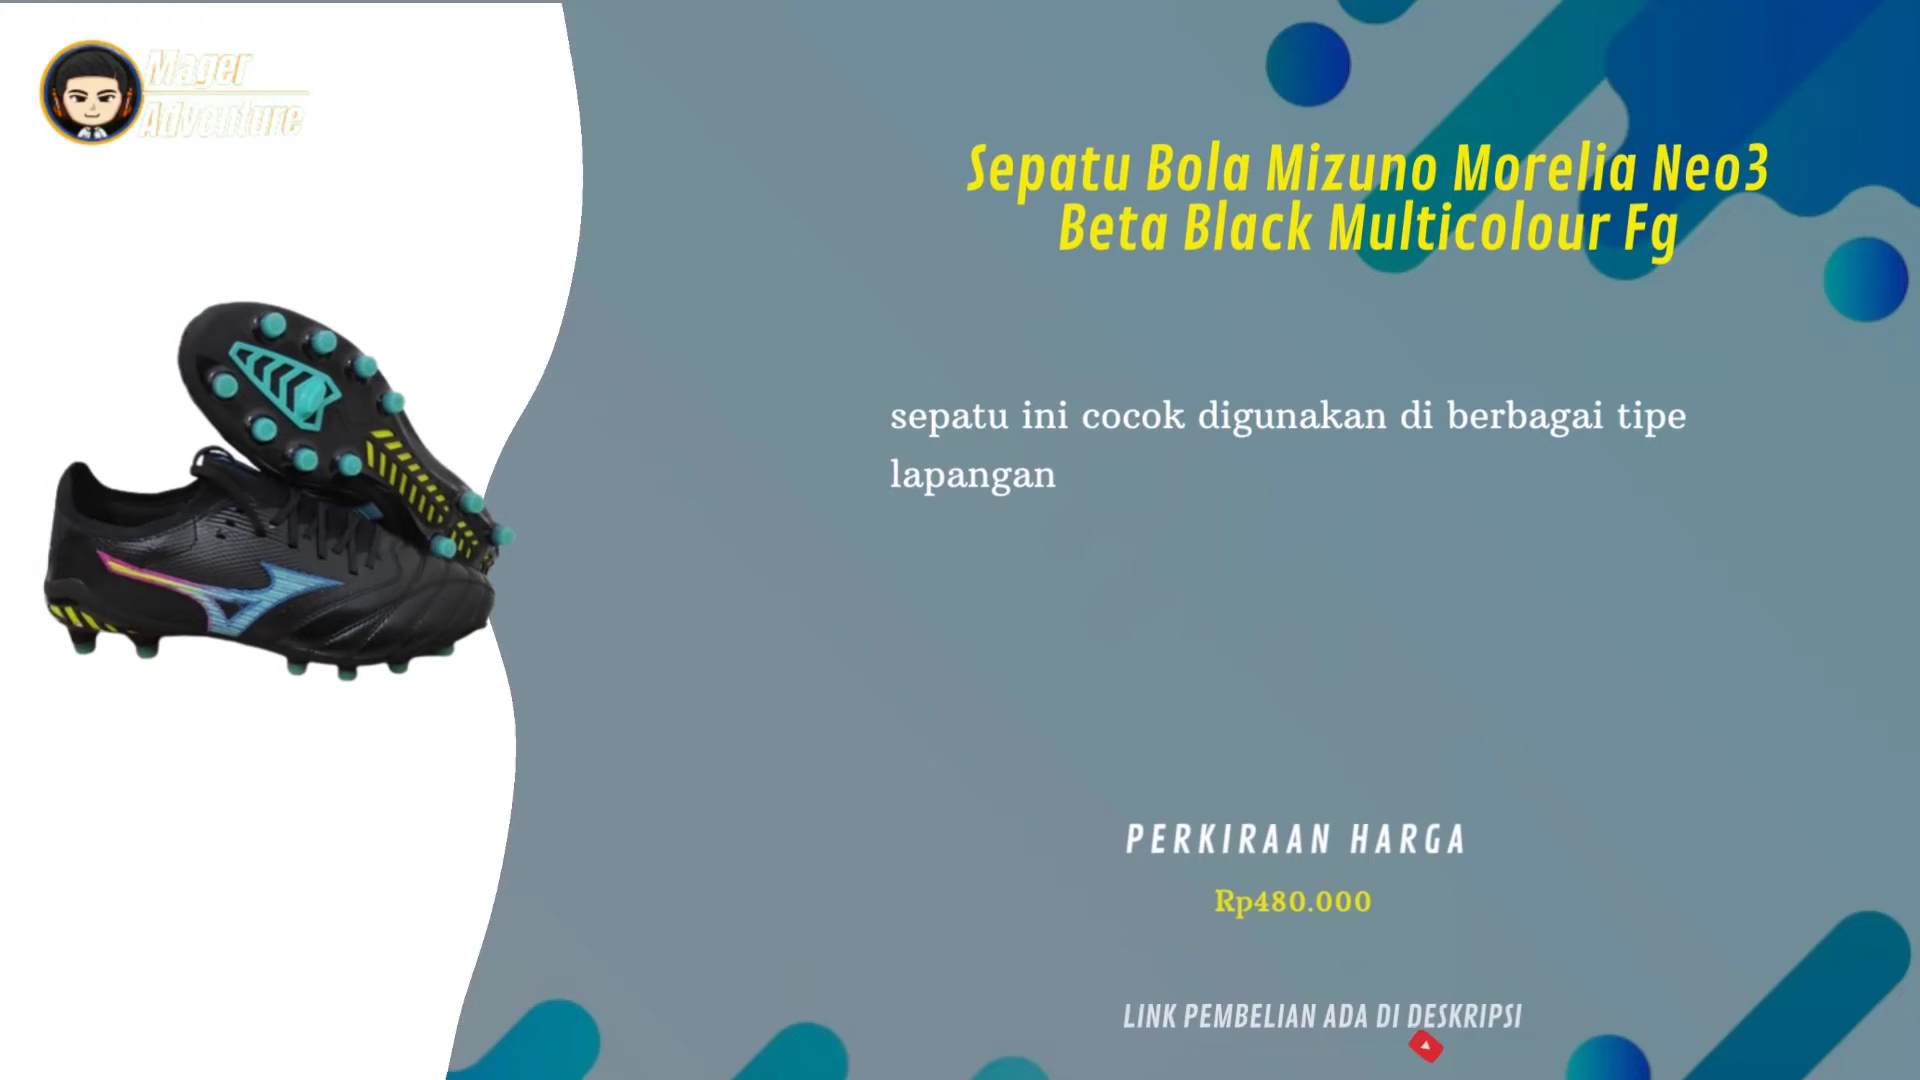 Mager
Adventure
Sepatu Bola Mizuno Morelia Neo3
Beta Black Multicolour Fg
sepatu ini cocok digunakan di berbagai tipe
lapangan
PERKIRAAN HARGA
Rp480.000
LINK PEMBELIAN ADA DI DESKRIPSI